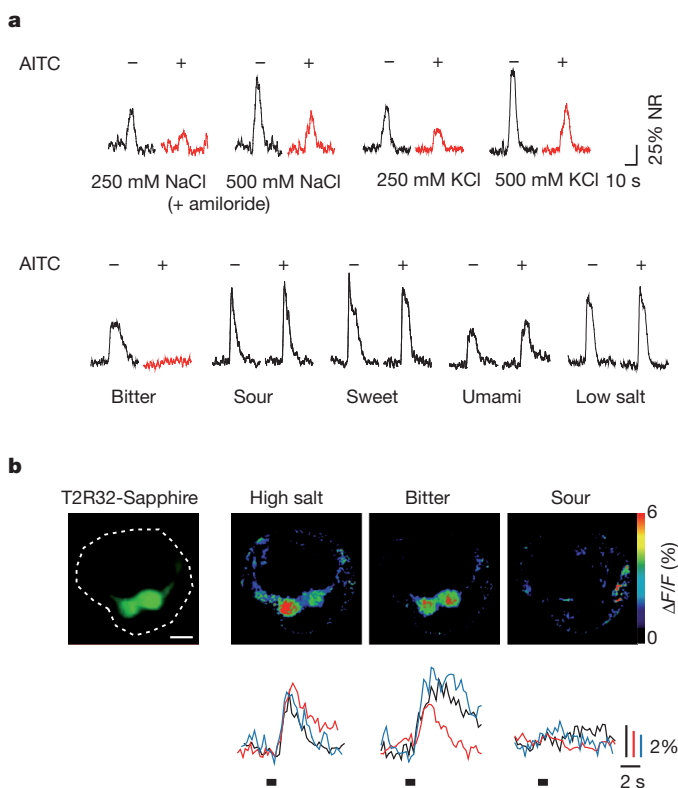 a
AITC − + − + − + − +
25% NR
250 mM NaCl 500 mM NaCl 250 mM KCl 500 mM KCl 10 s
(+ amiloride)
AITC − + − + − + − + − +
Bitter Sour Sweet Umami Low salt
b
T2R32-Sapphire High salt Bitter Sour
6
ΔF/F (%)
0
2%
2 s